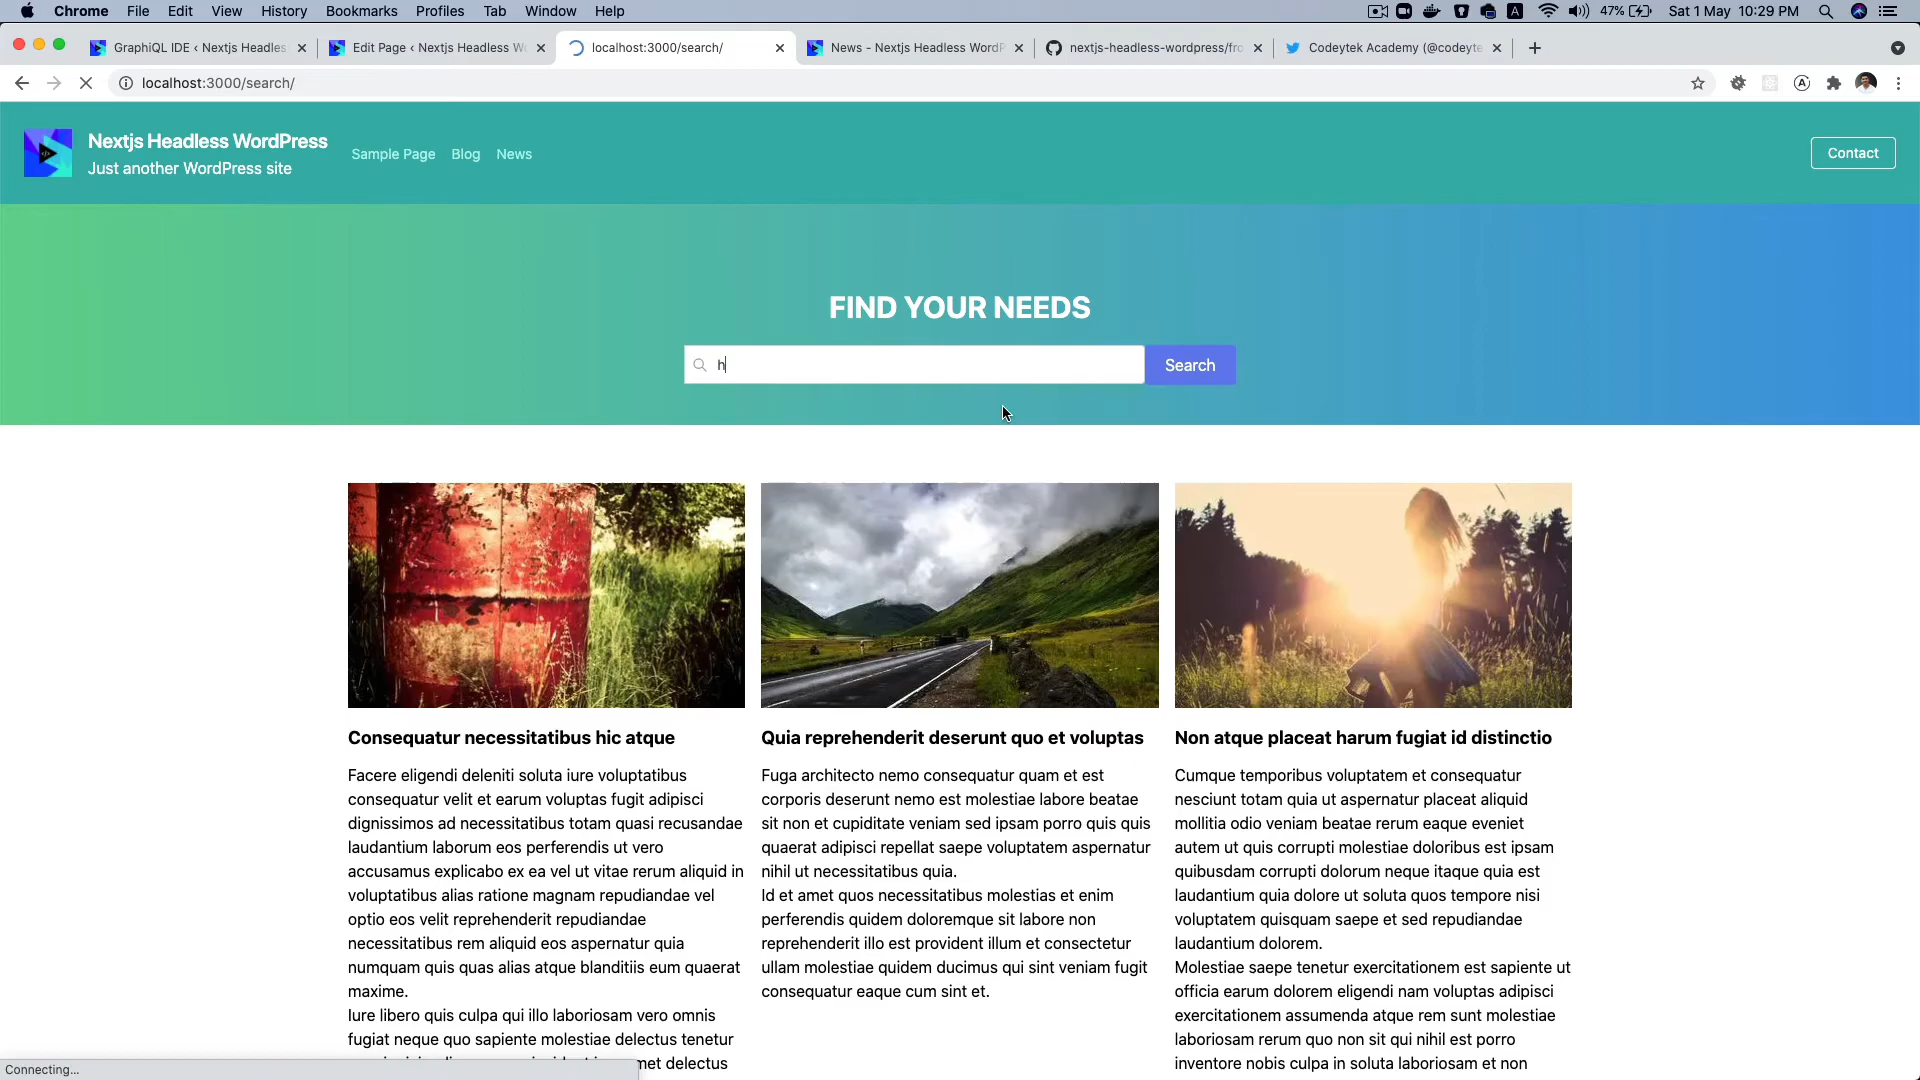 Chrome File Edit View History Bookmarks Profiles Tab Window Help 47% Sat 1 May 10:29 PM
GraphiQL IDE ‹ Nextjs Headles Edit Page ‹ Nextjs Headless W localhost:3000/search/ News - Nextjs Headless WordP nextjs-headless-wordpress/fro Codeytek Academy (@codeyte
localhost:3000/search/
Nextjs Headless WordPress
Just another WordPress site
Sample Page Blog News
Contact
FIND YOUR NEEDS
h
Search
Consequatur necessitatibus hic atque
Facere eligendi deleniti soluta iure voluptatibus
consequatur velit et earum voluptas fugit adipisci
dignissimos ad necessitatibus totam quasi recusandae
laudantium laborum eos perferendis ut vero
accusamus explicabo ex ea vel ut vitae rerum aliquid in
voluptatibus alias ratione magnam repudiandae vel
optio eos velit reprehenderit repudiandae
necessitatibus rem aliquid eos aspernatur quia
numquam quis quas alias atque blanditiis eum quaerat
maxime.
Iure libero quis culpa qui illo laboriosam vero omnis
fugiat neque quo sapiente molestiae delectus tenetur
met delectus
Quia reprehenderit deserunt quo et voluptas
Fuga architecto nemo consequatur quam et est
corporis deserunt nemo est molestiae labore beatae
sit non et cupiditate veniam sed ipsam porro quis quis
quaerat adipisci repellat saepe voluptatem aspernatur
nihil ut necessitatibus quia.
Id et amet quos necessitatibus molestias et enim
perferendis quidem doloremque sit labore non
reprehenderit illo est provident illum et consectetur
ullam molestiae quidem ducimus qui sint veniam fugit
consequatur eaque cum sint et.
Non atque placeat harum fugiat id distinctio
Cumque temporibus voluptatem et consequatur
nesciunt totam quia ut aspernatur placeat aliquid
mollitia odio veniam beatae rerum eaque eveniet
autem ut quis corrupti molestiae doloribus est ipsam
quibusdam corrupti dolorum neque itaque quia est
laudantium quia dolore ut soluta quos tempore nisi
voluptatem quisquam saepe et sed repudiandae
laudantium dolorem.
Molestiae saepe tenetur exercitationem est sapiente ut
officia earum dolorem eligendi nam voluptas adipisci
exercitationem assumenda atque rem sunt molestiae
laboriosam rerum quo non sit qui nihil est porro
inventore nobis culpa in soluta laboriosam et non
Connecting...